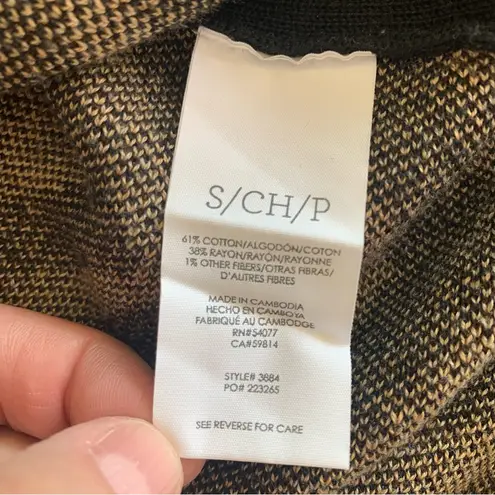 S/CH/P
61% COTTON/ALGODÓN/COTON
38% RAYON/RAYÓN/RAYONNE
1% OTHER FIBERS/OTRAS FIBRAS/
D'AUTRES FIBRES
MADE IN CAMBODIA
HECHO EN CAMBOYA
FABRIQUÉ AU CAMBODGE
RN#54077
CA#59814
STYLE# 3884
PO# 223265
SEE REVERSE FOR CARE